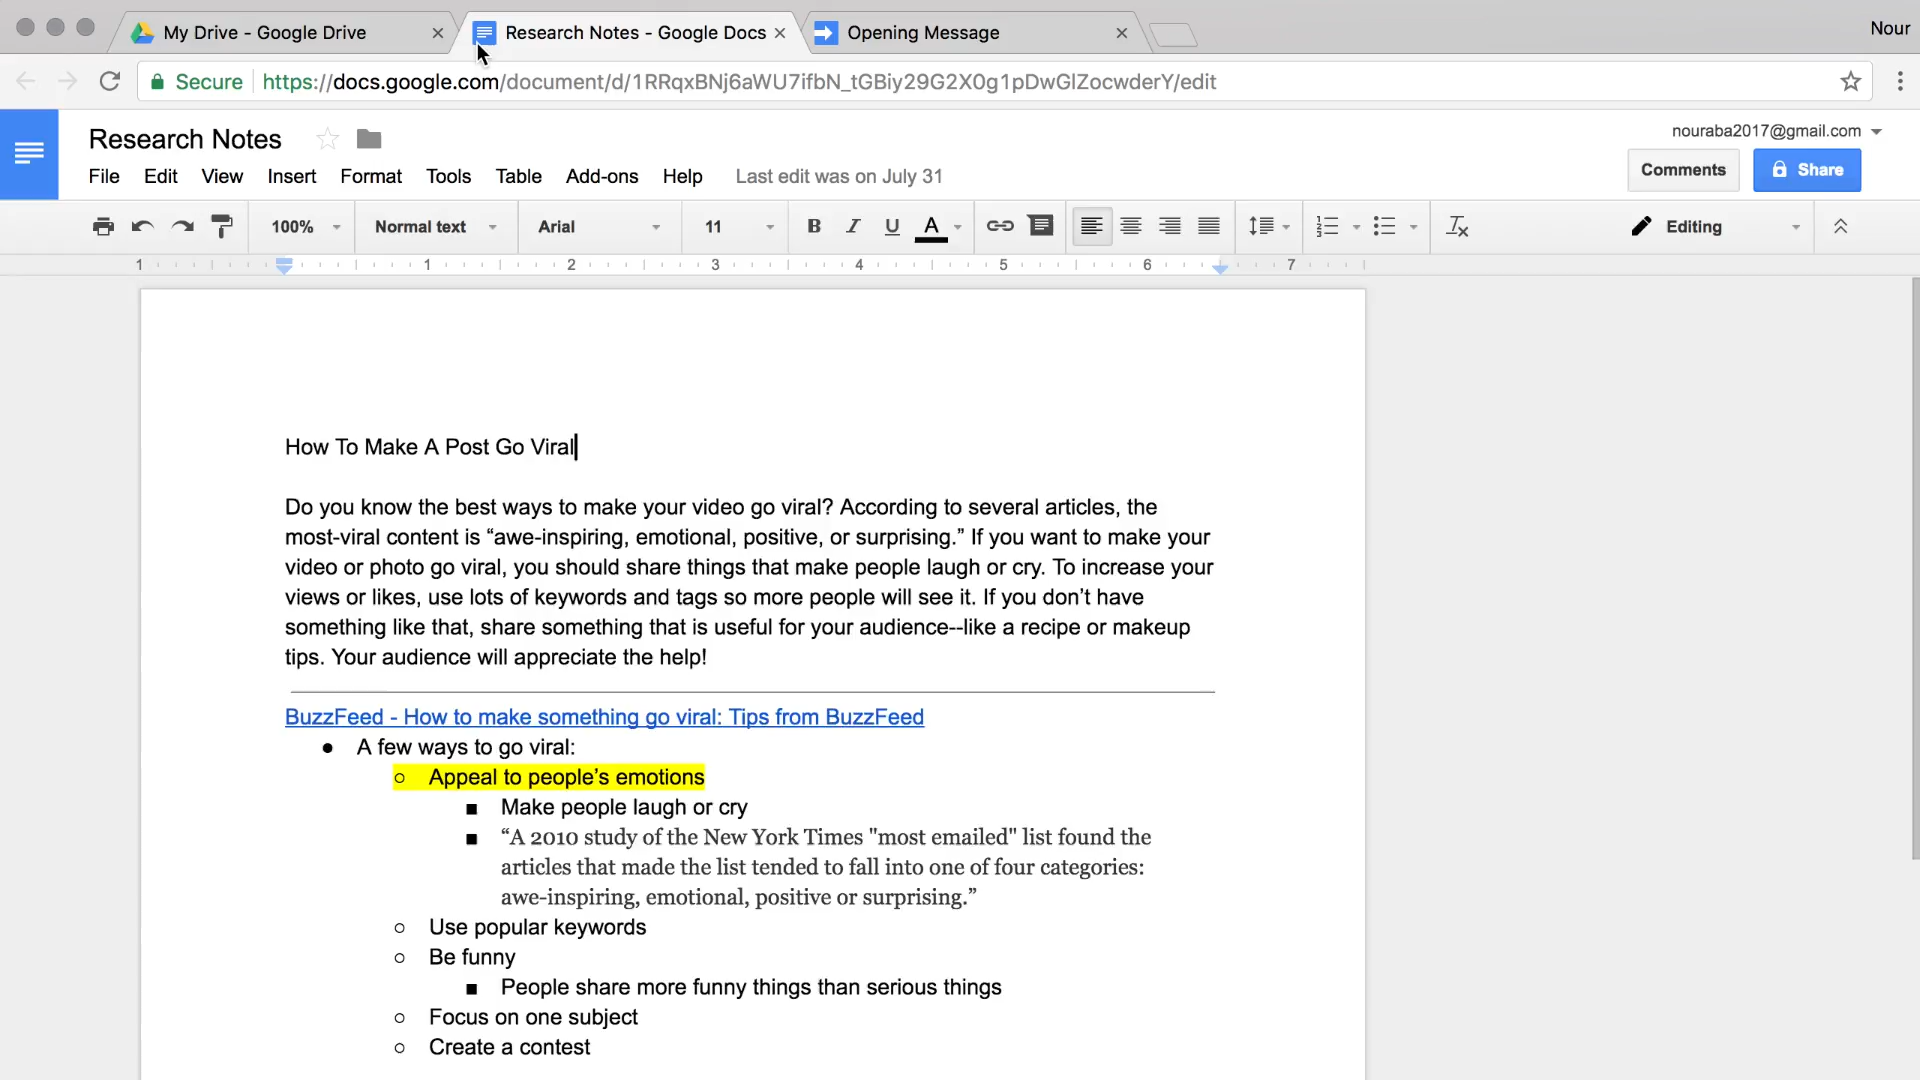 My Drive - Google Drive
Research Notes - Google Docs
Opening Message
Nour
Secure https://docs.google.com/document/d/1RRqxBNj6aWU7ifbN_tGBiy29G2X0g1pDwGlZocwderY/edit
Research Notes
nouraba2017@gmail.com
File Edit View Insert Format Tools Table Add-ons Help Last edit was on July 31
Comments
Share
100% Normal text Arial 11 B I U A Editing
1 1 2 3 4 5 6 7
How To Make A Post Go Viral
Do you know the best ways to make your video go viral? According to several articles, the
most-viral content is “awe-inspiring, emotional, positive, or surprising.” If you want to make your
video or photo go viral, you should share things that make people laugh or cry. To increase your
views or likes, use lots of keywords and tags so more people will see it. If you don’t have
something like that, share something that is useful for your audience--like a recipe or makeup
tips. Your audience will appreciate the help!
BuzzFeed - How to make something go viral: Tips from BuzzFeed
● A few ways to go viral:
○ Appeal to people’s emotions
■ Make people laugh or cry
■ “A 2010 study of the New York Times "most emailed" list found the
articles that made the list tended to fall into one of four categories:
awe-inspiring, emotional, positive or surprising.”
○ Use popular keywords
○ Be funny
■ People share more funny things than serious things
○ Focus on one subject
○ Create a contest